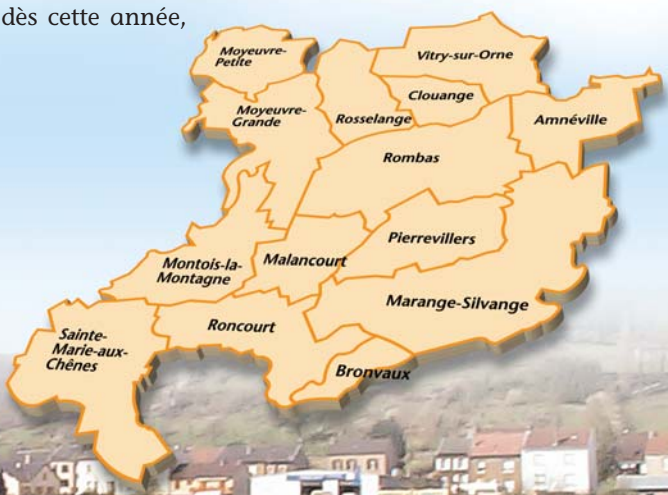 dès cette année,
Moyeuvre-
Petite
Vitry-sur-Orne
Clouange
Moyeuvre-
Grande
Rosselange
Amnéville
Rombas
Pierrevillers
Malancourt
Montois-la-
Montagne
Marange-Silvange
Roncourt
Sainte-
Marie-aux-
Chênes
Bronvaux